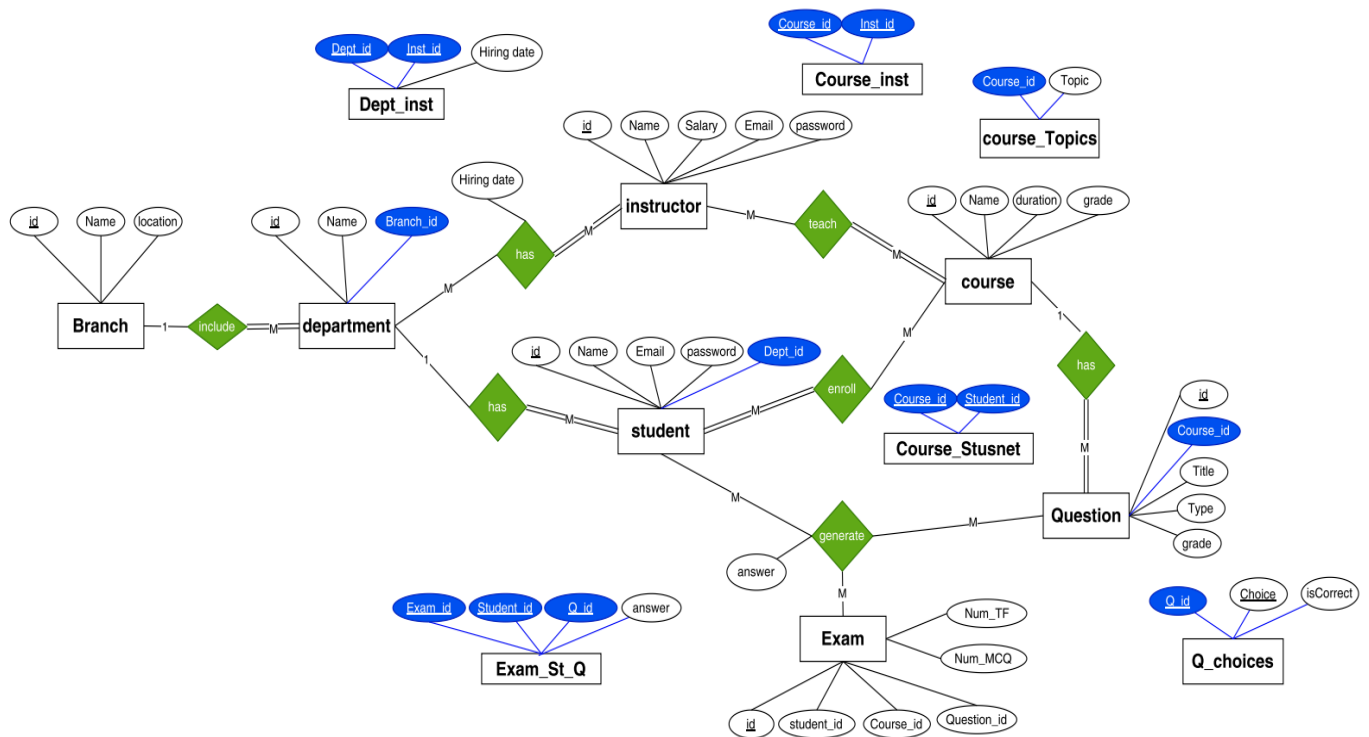 Dept_id Inst_id Hiring date
Dept_inst
Course_id Inst_id
Course_inst
Course_id Topic
course_Topics
id Name Salary Email password
instructor
Hiring date
has
M
M
M
teach
M
id Name duration grade
course
id Name location
Branch
1
include
M
id Name Branch_id
department
1
has
M
id Name Email password Dept_id
student
M
enroll
M
1
has
M
Course_id Student_id
Course_Stusnet
id
Course_id
Title
Type
grade
Question
M
generate
M
answer
M
Exam_id Student_id Q_id answer
Exam_St_Q
Num_TF
Num_MCQ
Exam
id student_id Course_id Question_id
Q_id Choice isCorrect
Q_choices